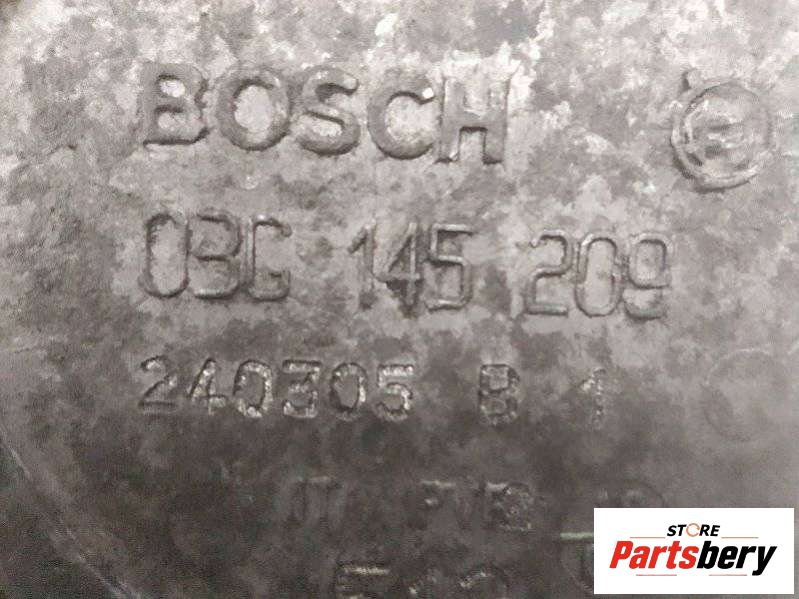 BOSCH
03G 145 209
240305 B 1
STORE
Partsbery